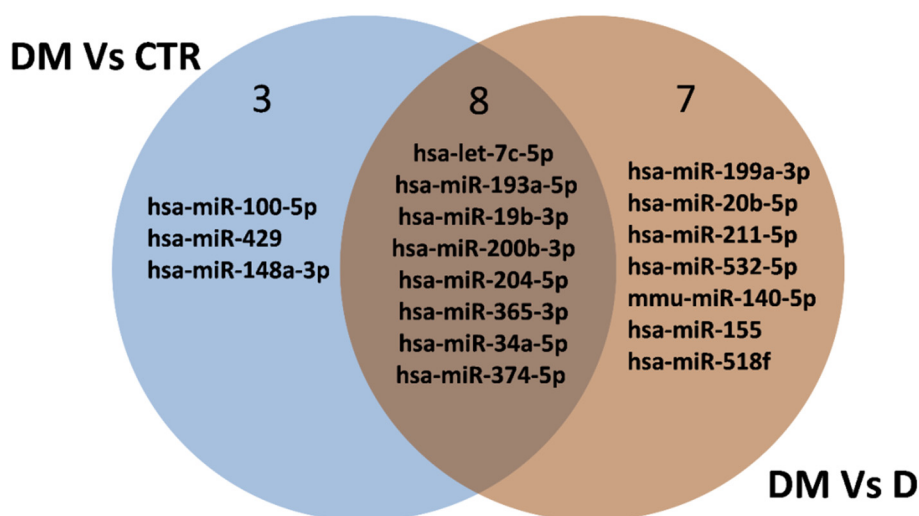 DM Vs CTR
3
hsa-miR-100-5p
hsa-miR-429
hsa-miR-148a-3p
8
hsa-let-7c-5p
hsa-miR-193a-5p
hsa-miR-19b-3p
hsa-miR-200b-3p
hsa-miR-204-5p
hsa-miR-365-3p
hsa-miR-34a-5p
hsa-miR-374-5p
7
hsa-miR-199a-3p
hsa-miR-20b-5p
hsa-miR-211-5p
hsa-miR-532-5p
mmu-miR-140-5p
hsa-miR-155
hsa-miR-518f
DM Vs D